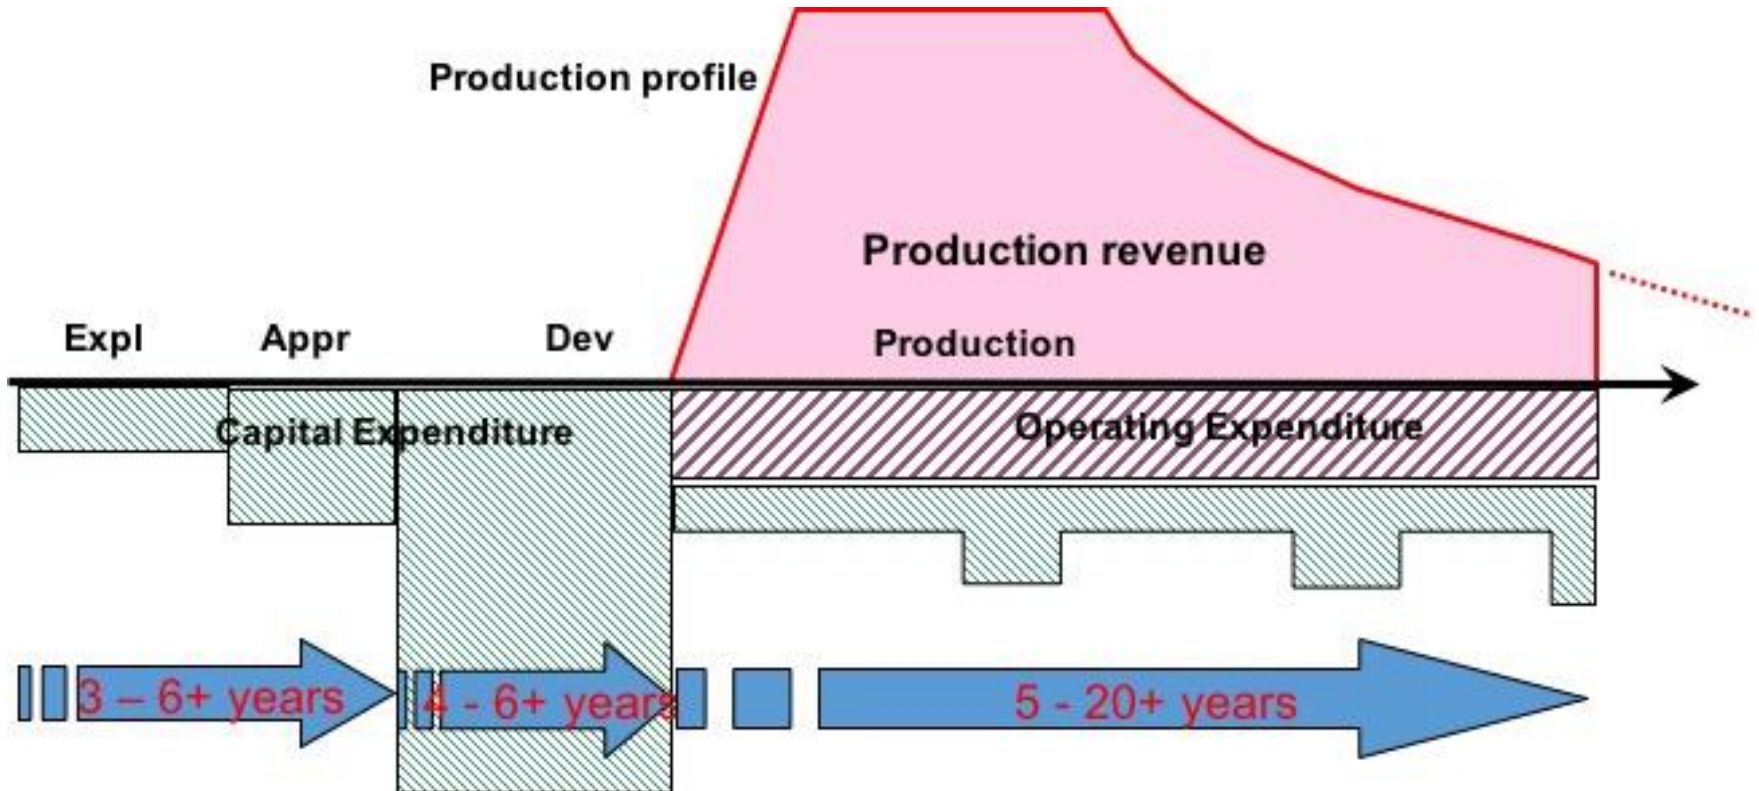 Production profile
Production revenue
Expl Appr Dev Production
Capital Expenditure Operating Expenditure
3 – 6+ years 4 - 6+ years 5 - 20+ years